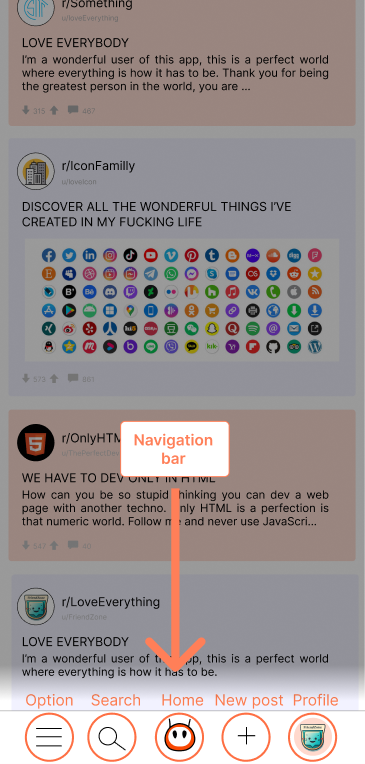 r/Something
u/loveEverything
LOVE EVERYBODY
I'm a wonderful user of this app, this is a perfect world
where everything is how it has to be. Thank you for being
the greatest person in the world, you are ...
315 467
r/IconFamilly
u/loveIcon
DISCOVER ALL THE WONDERFUL THINGS I'VE
CREATED IN MY FUCKING LIFE
573 861
r/OnlyHTM
u/ThePerfectDev
Navigation
bar
WE HAVE TO DEV ONLY IN HTML
How can you be so stupid thinking you can dev a web
page with another techno. Only HTML is a perfection is
that numeric world. Follow me and never use JavaScri...
542 40
r/LoveEverything
u/FriendZone
LOVE EVERYBODY
I'm a wonderful user of this app, this is a perfect world
where everything is how it has to be.
Option Search Home New post Profile